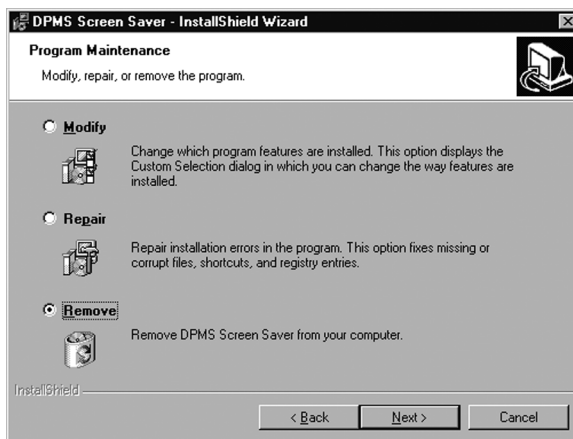 DPMS Screen Saver - InstallShield Wizard
Program Maintenance
Modify, repair, or remove the program.
Modify
Change which program features are installed. This option displays the
Custom Selection dialog in which you can change the way features are
installed.
Repair
Repair installation errors in the program. This option fixes missing or
corrupt files, shortcuts, and registry entries.
Remove
Remove DPMS Screen Saver from your computer.
InstallShield
< Back Next > Cancel